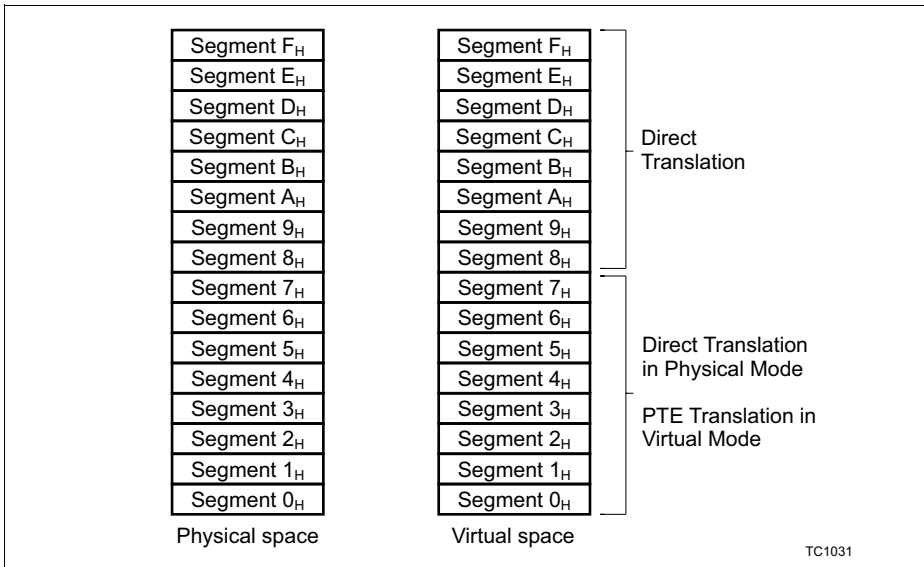 Segment F_H
Segment E_H
Segment D_H
Segment C_H
Segment B_H
Segment A_H
Segment 9_H
Segment 8_H
Segment 7_H
Segment 6_H
Segment 5_H
Segment 4_H
Segment 3_H
Segment 2_H
Segment 1_H
Segment 0_H
Physical space
Segment F_H
Segment E_H
Segment D_H
Segment C_H
Segment B_H
Segment A_H
Segment 9_H
Segment 8_H
Segment 7_H
Segment 6_H
Segment 5_H
Segment 4_H
Segment 3_H
Segment 2_H
Segment 1_H
Segment 0_H
Virtual space
Direct
Translation
Direct Translation
in Physical Mode
PTE Translation in
Virtual Mode
TC1031